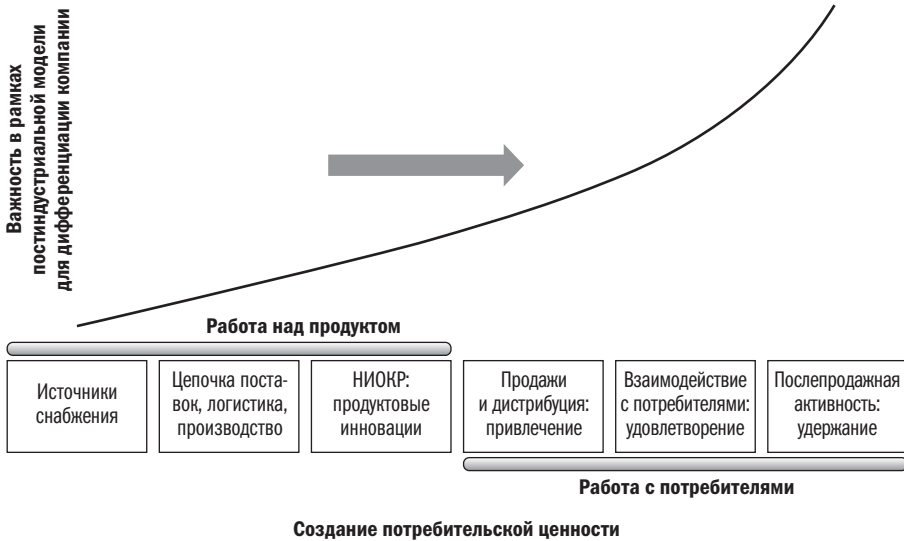 Важность в рамках
постиндустриальной модели
для дифференциации компании
Работа над продуктом
Источники
снабжения
Цепочка поста-
вок, логистика,
производство
НИОКР:
продуктовые
инновации
Продажи
и дистрибуция:
привлечение
Взаимодействие
с потребителями:
удовлетворение
Послепродажная
активность:
удержание
Работа с потребителями
Создание потребительской ценности